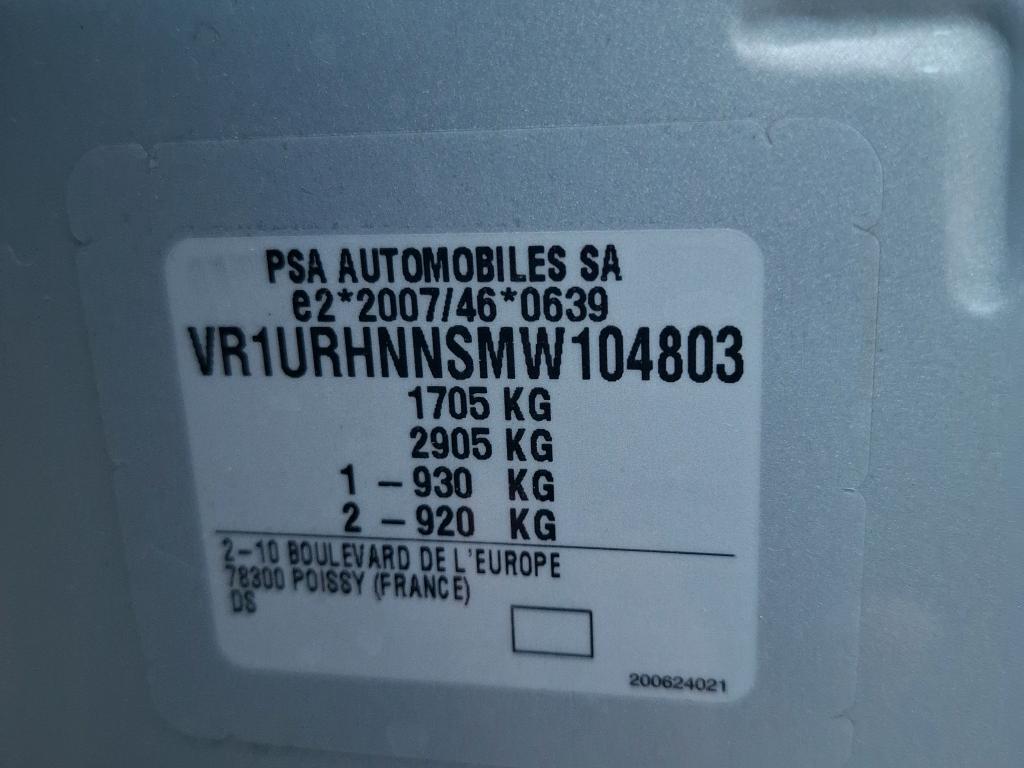 PSA AUTOMOBILES SA
e2*2007/46*0639
VR1URHNNSMW104803
1705 KG
2905 KG
1 – 930 KG
2 – 920 KG
2–10 BOULEVARD DE L'EUROPE
78300 POISSY (FRANCE)
DS
200624021